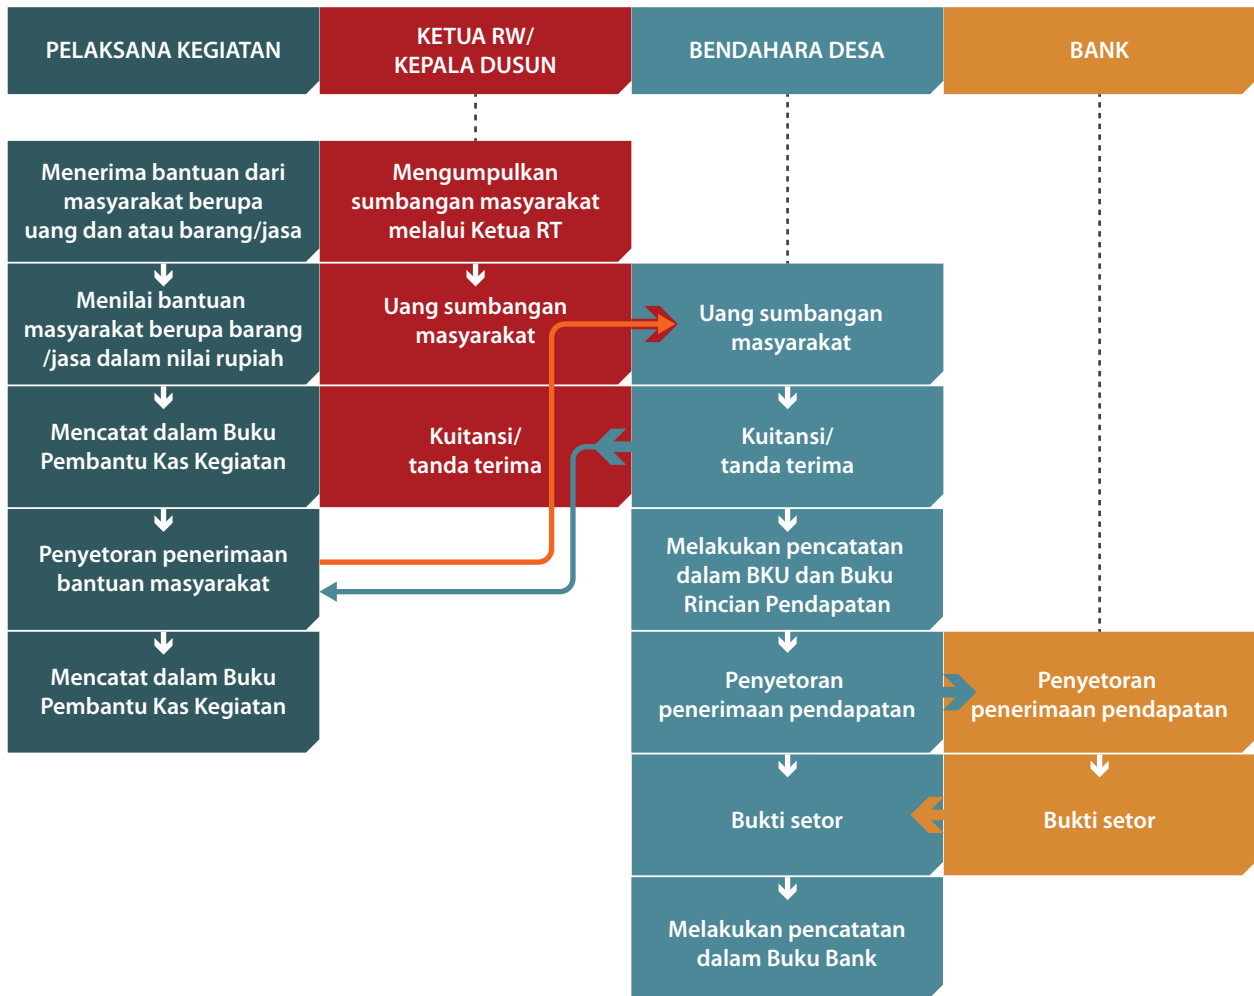 PELAKSANA KEGIATAN
KETUA RW/
KEPALA DUSUN
BENDAHARA DESA
BANK
Menerima bantuan dari
masyarakat berupa
uang dan atau barang/jasa
Mengumpulkan
sumbangan masyarakat
melalui Ketua RT
Menilai bantuan
masyarakat berupa barang
/jasa dalam nilai rupiah
Uang sumbangan
masyarakat
Uang sumbangan
masyarakat
Mencatat dalam Buku
Pembantu Kas Kegiatan
Kuitansi/
tanda terima
Kuitansi/
tanda terima
Penyetoran penerimaan
bantuan masyarakat
Melakukan pencatatan
dalam BKU dan Buku
Rincian Pendapatan
Mencatat dalam Buku
Pembantu Kas Kegiatan
Penyetoran
penerimaan pendapatan
Penyetoran
penerimaan pendapatan
Bukti setor
Bukti setor
Melakukan pencatatan
dalam Buku Bank